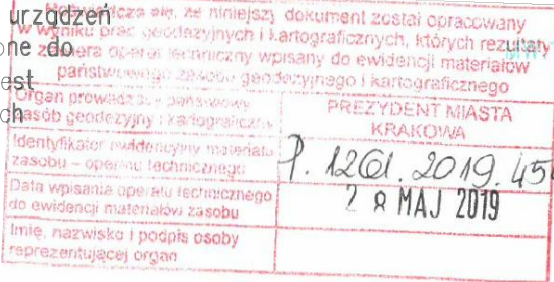 urządzeń
one do
est
ch
się, że niniejszy dokument został opracowany
w wyniku prac geodezyjnych i kartograficznych, których rezultaty
zawiera operat techniczny wpisany do ewidencji materiałów
państwowego zasobu geodezyjnego i kartograficznego
Organ prowadzący państwowy
zasób geodezyjny i kartograficzny
PREZYDENT MIASTA
KRAKOWA
Identyfikator ewidencyjny materiału
zasobu – operatu technicznego
P. 1261. 2019. 45
Data wpisania operatu technicznego
do ewidencji materiałów zasobu
28 MAJ 2019
Imię, nazwisko i podpis osoby
reprezentującej organ